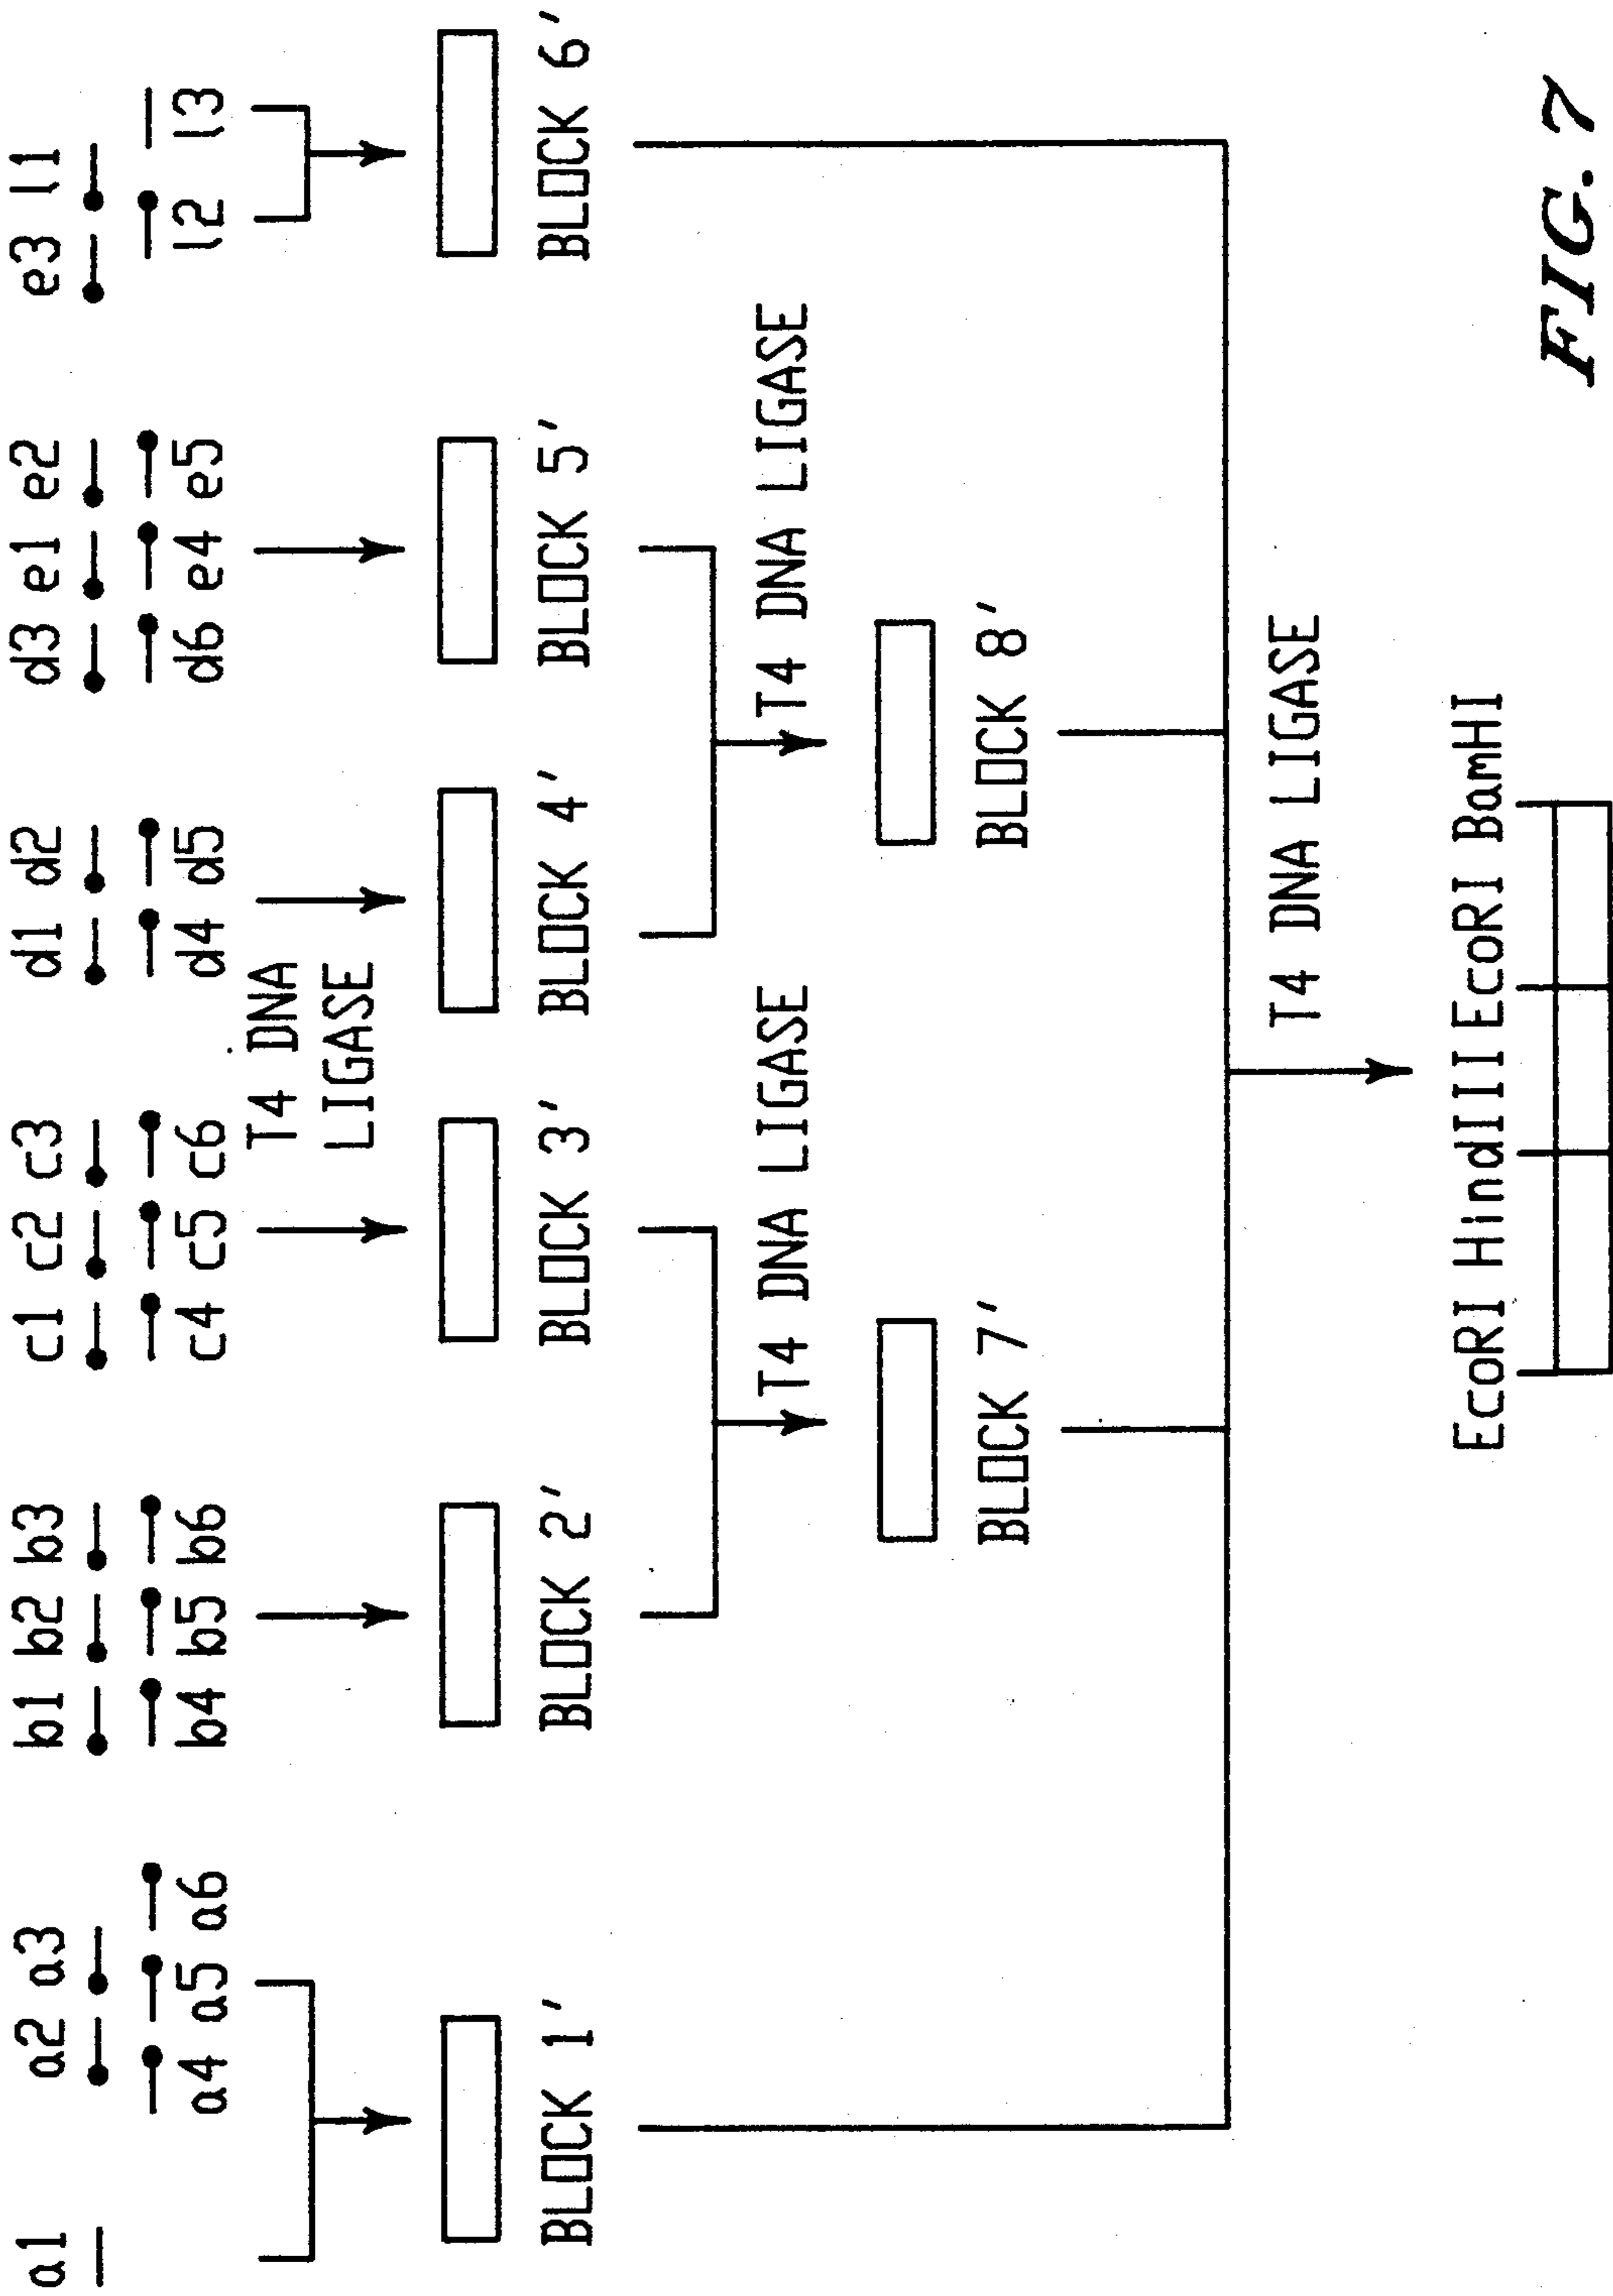 a1 a2 a3 b1 b2 b3 c1 c2 c3 d1 d2 d3 e1 e2 e3 l1
a4 a5 a6 b4 b5 b6 c4 c5 c6 d4 d5 d6 e4 e5 l2 l3
T4 DNA
LIGASE
BLOCK 1' BLOCK 2' BLOCK 3' BLOCK 4' BLOCK 5' BLOCK 6'
T4 DNA LIGASE T4 DNA LIGASE
BLOCK 7' BLOCK 8'
T4 DNA LIGASE
EcoRI HindIII EcoRI BamHI
FIG. 7